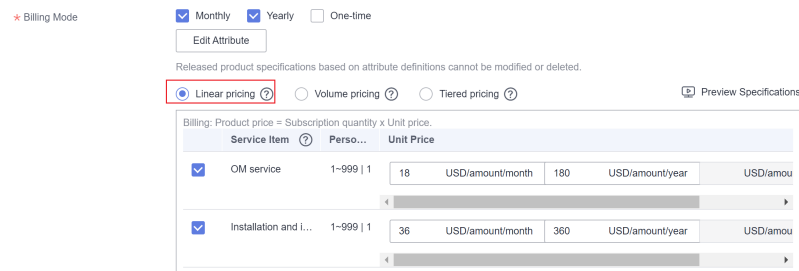 * Billing Mode
Monthly Yearly One-time
Edit Attribute
Released product specifications based on attribute definitions cannot be modified or deleted.
Linear pricing ? Volume pricing ? Tiered pricing ? Preview Specifications
Billing: Product price = Subscription quantity x Unit price.
Service Item ? Perso... Unit Price
OM service 1~999 | 1 18 USD/amount/month 180 USD/amount/year USD/amou
Installation and i... 1~999 | 1 36 USD/amount/month 360 USD/amount/year USD/amou